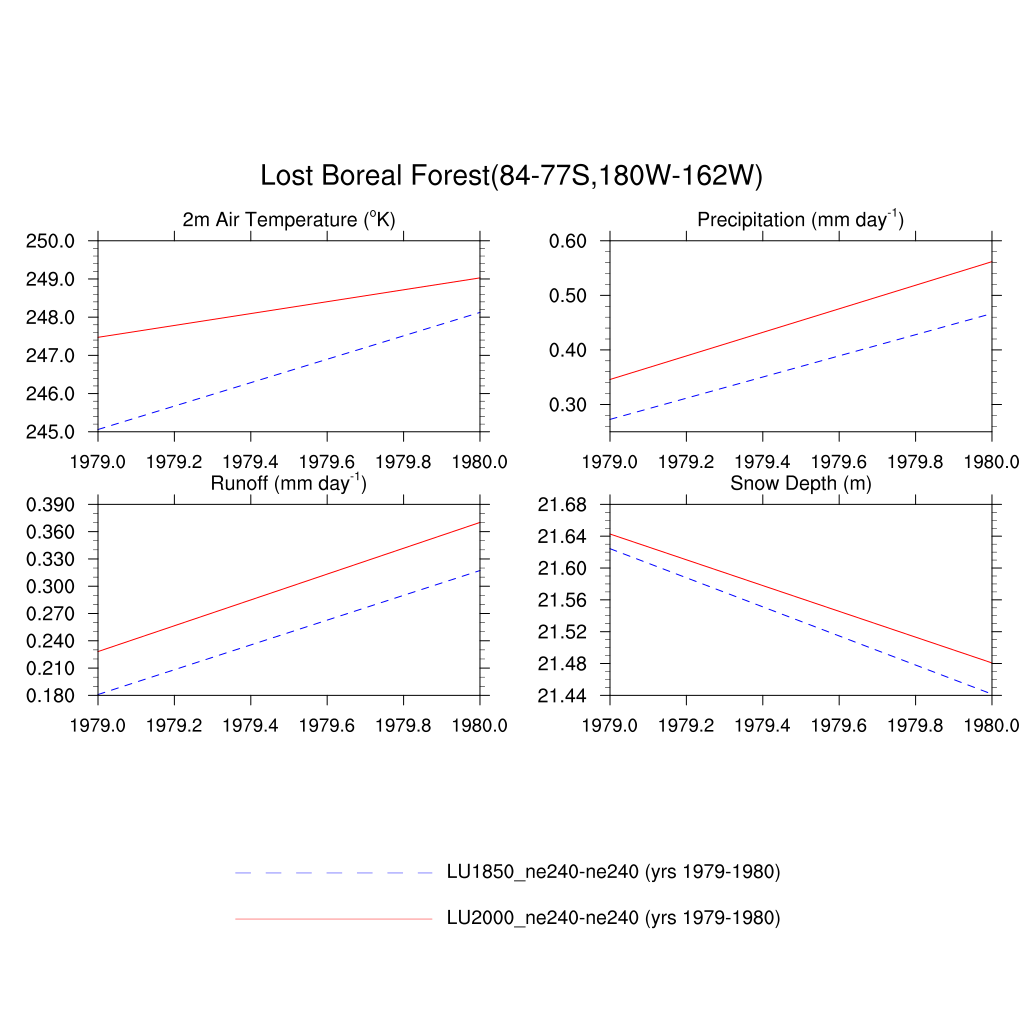 Lost Boreal Forest(84-77S,180W-162W)
2m Air Temperature (°K)
250.0
249.0
248.0
247.0
246.0
245.0
1979.0 1979.2 1979.4 1979.6 1979.8 1980.0
Precipitation (mm day⁻¹)
0.60
0.50
0.40
0.30
1979.0 1979.2 1979.4 1979.6 1979.8 1980.0
Runoff (mm day⁻¹)
0.390
0.360
0.330
0.300
0.270
0.240
0.210
0.180
1979.0 1979.2 1979.4 1979.6 1979.8 1980.0
Snow Depth (m)
21.68
21.64
21.60
21.56
21.52
21.48
21.44
1979.0 1979.2 1979.4 1979.6 1979.8 1980.0
LU1850_ne240-ne240 (yrs 1979-1980)
LU2000_ne240-ne240 (yrs 1979-1980)